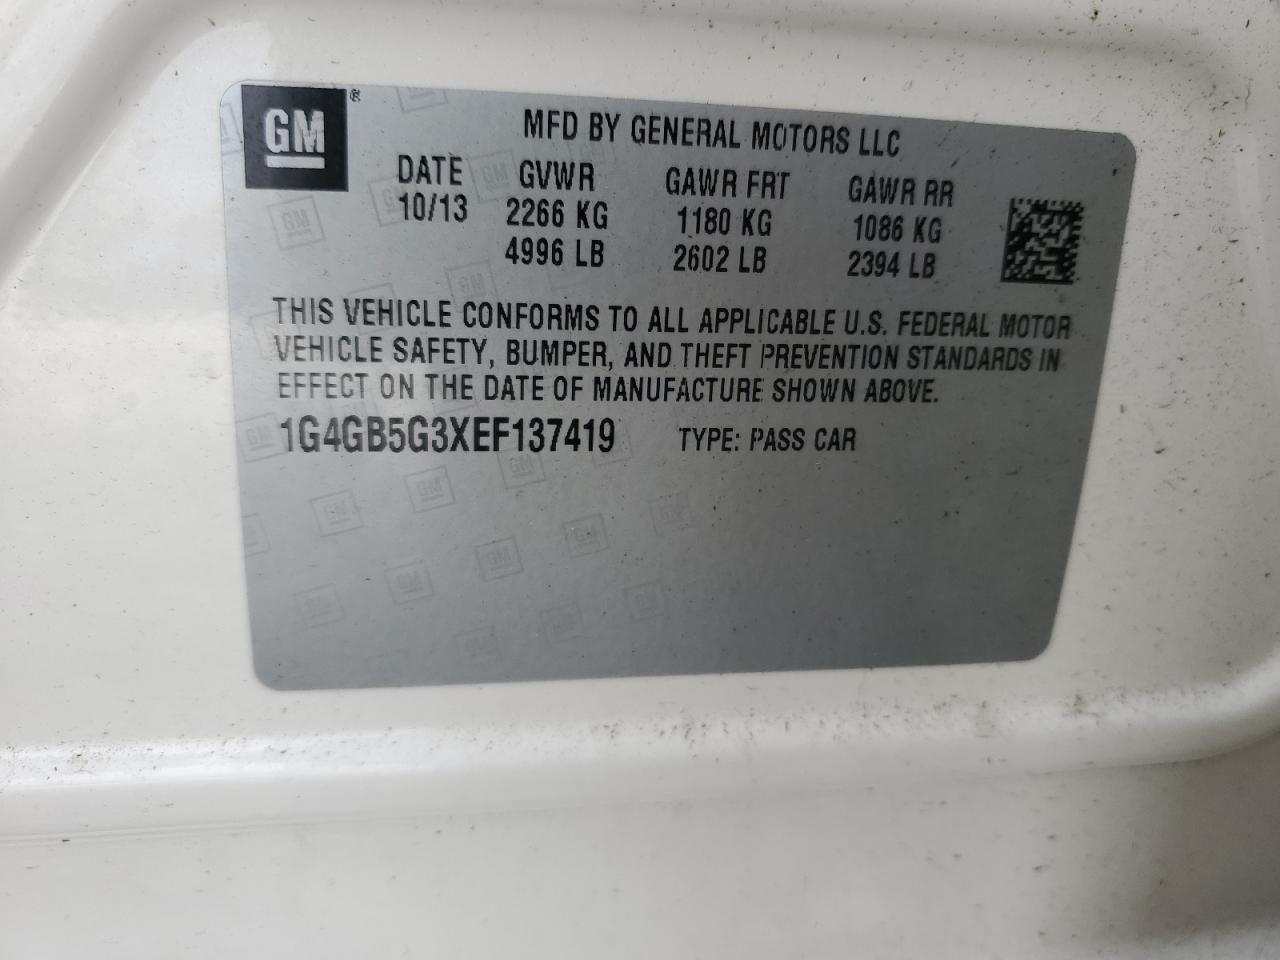 GM®
MFD BY GENERAL MOTORS LLC
DATE GVWR GAWR FRT GAWR RR
10/13 2266 KG 1180 KG 1086 KG
4996 LB 2602 LB 2394 LB
THIS VEHICLE CONFORMS TO ALL APPLICABLE U.S. FEDERAL MOTOR
VEHICLE SAFETY, BUMPER, AND THEFT PREVENTION STANDARDS IN
EFFECT ON THE DATE OF MANUFACTURE SHOWN ABOVE.
1G4GB5G3XEF137419 TYPE: PASS CAR